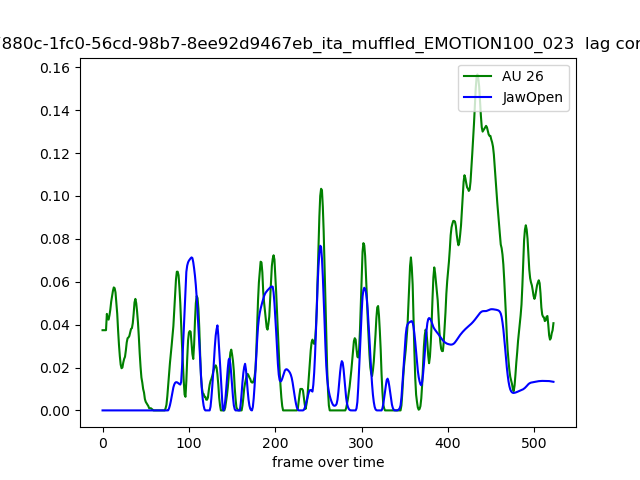 880c-1fc0-56cd-98b7-8ee92d9467eb_ita_muffled_EMOTION100_023 lag cor
0.16
0.14
0.12
0.10
0.08
0.06
0.04
0.02
0.00
AU 26
JawOpen
0 100 200 300 400 500
frame over time